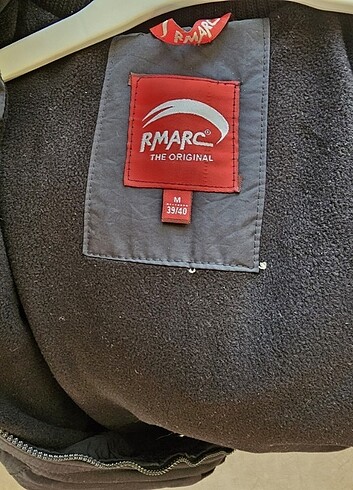 RMARC
RMARC®
THE ORIGINAL
M
39/40